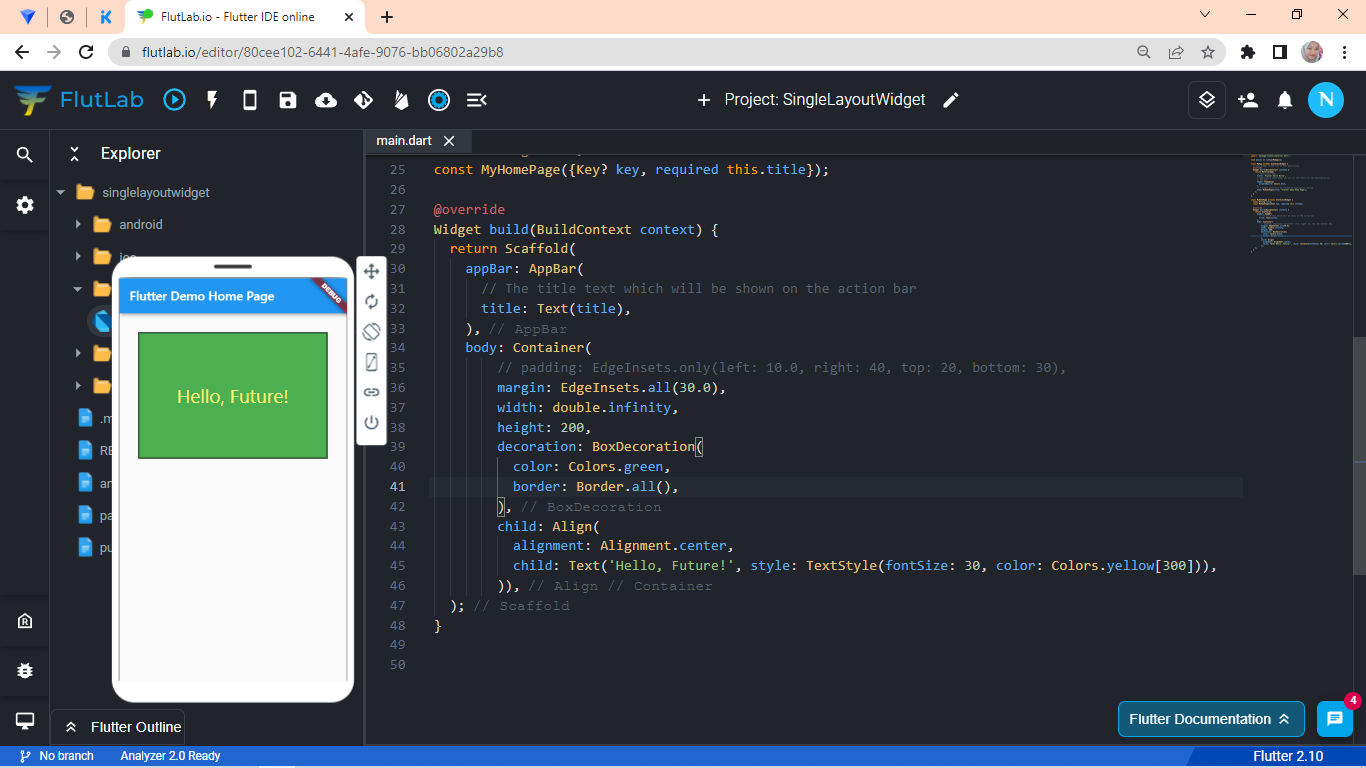 FlutLab.io - Flutter IDE online
flutlab.io/editor/80cee102-6441-4afe-9076-bb06802a29b8
FlutLab
Project: SingleLayoutWidget
N
Explorer
main.dart
singlelayoutwidget
android
ios
.m
RE
an
pa
pu
Flutter Demo Home Page
DEBUG
Hello, Future!
25 const MyHomePage({Key? key, required this.title});
26
27 @override
28 Widget build(BuildContext context) {
29 return Scaffold(
30 appBar: AppBar(
31 // The title text which will be shown on the action bar
32 title: Text(title),
33 ), // AppBar
34 body: Container(
35 // padding: EdgeInsets.only(left: 10.0, right: 40, top: 20, bottom: 30),
36 margin: EdgeInsets.all(30.0),
37 width: double.infinity,
38 height: 200,
39 decoration: BoxDecoration(
40 color: Colors.green,
41 border: Border.all(),
42 ), // BoxDecoration
43 child: Align(
44 alignment: Alignment.center,
45 child: Text('Hello, Future!', style: TextStyle(fontSize: 30, color: Colors.yellow[300])),
46 )), // Align // Container
47 ); // Scaffold
48 }
49
50
Flutter Outline
Flutter Documentation
4
No branch
Analyzer 2.0 Ready
Flutter 2.10